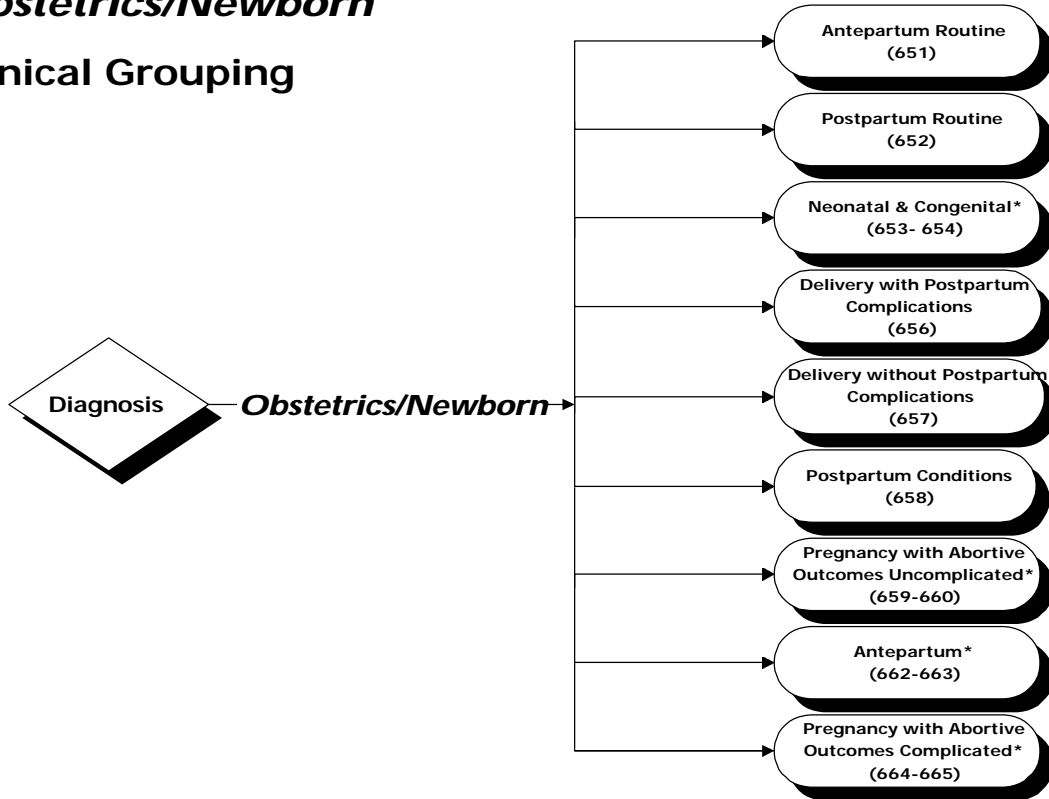 Obstetrics/Newborn
nical Grouping
Antepartum Routine
(651)
Postpartum Routine
(652)
Neonatal & Congenital*
(653- 654)
Delivery with Postpartum
Complications
(656)
Delivery without Postpartum
Complications
(657)
Diagnosis
Obstetrics/Newborn
Postpartum Conditions
(658)
Pregnancy with Abortive
Outcomes Uncomplicated*
(659-660)
Antepartum*
(662-663)
Pregnancy with Abortive
Outcomes Complicated*
(664-665)